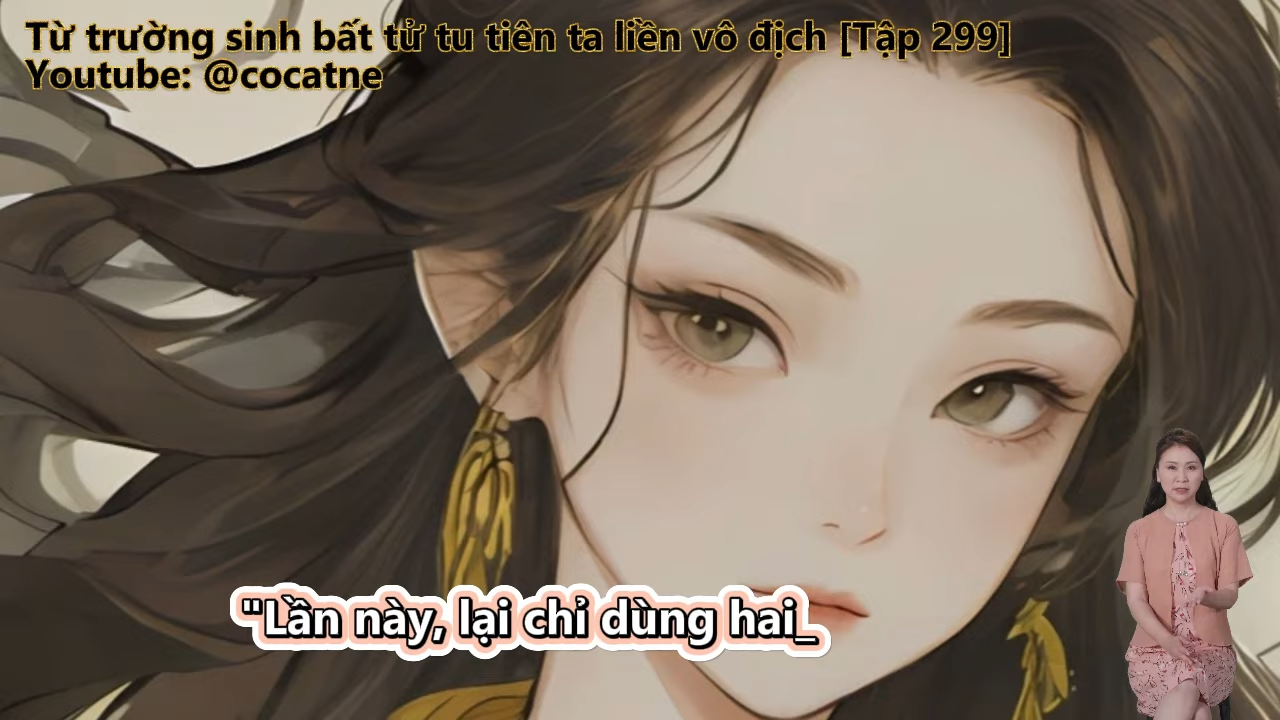 Từ trường sinh bất tử tu tiên ta liền vô địch [Tập 299]
Youtube: @cocatne
"Lần này, lại chỉ dùng hai_